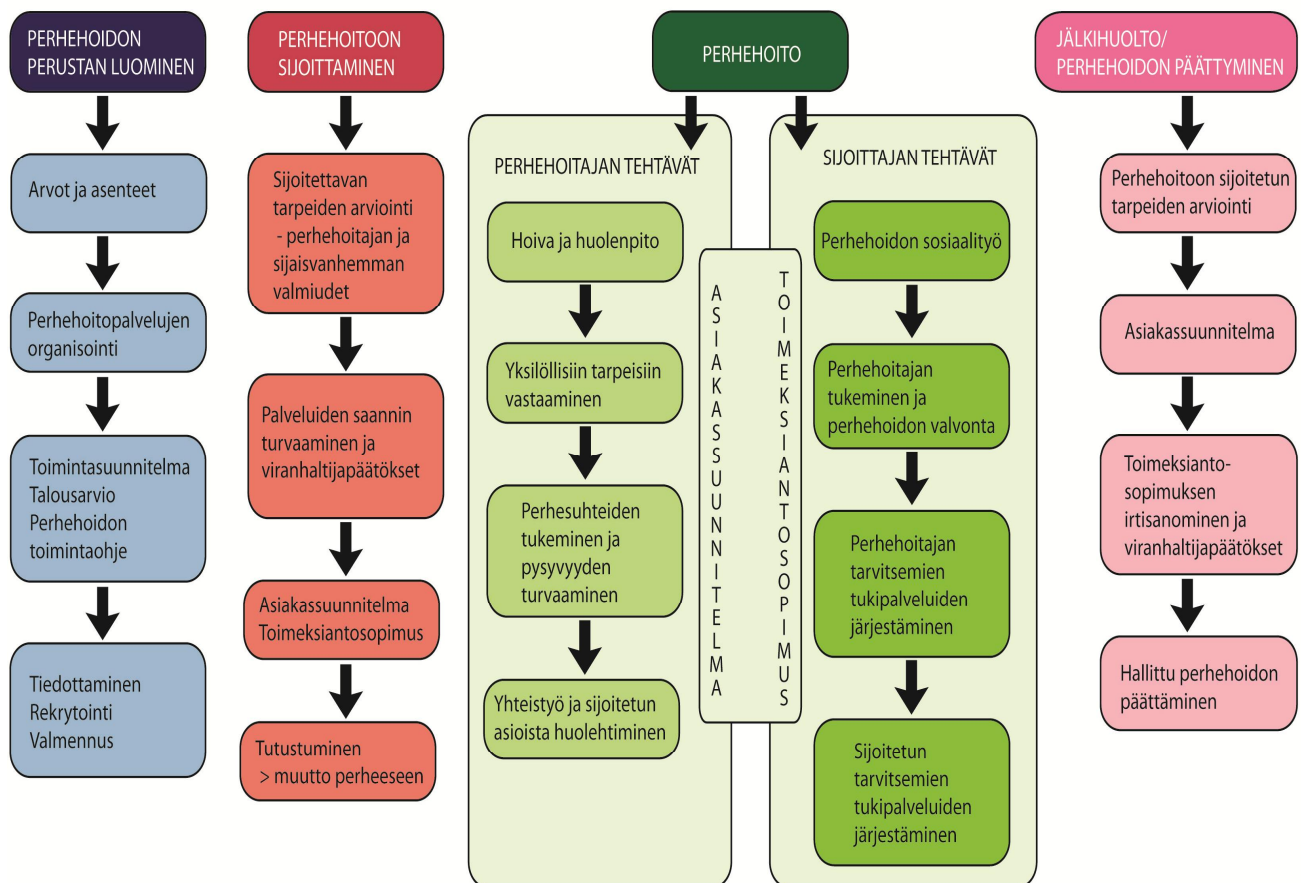 PERHEHOIDON
PERUSTAN LUOMINEN
Arvot ja asenteet
Perhehoitopalvelujen
organisointi
Toimintasuunnitelma
Talousarvio
Perhehoidon
toimintaohje
Tiedottaminen
Rekrytointi
Valmennus
PERHEHOITOON
SIJOITTAMINEN
Sijoitettavan
tarpeiden arviointi
- perhehoitajan ja
sijaisvanhemman
valmiudet
Palveluiden saannin
turvaaminen ja
viranhaltijapäätökset
Asiakassuunnitelma
Toimeksiantosopimus
Tutustuminen
> muutto perheeseen
PERHEHOITO
PERHEHOITAJAN TEHTÄVÄT
Hoiva ja huolenpito
Yksilöllisiin tarpeisiin
vastaaminen
Perhesuhteiden
tukeminen ja
pysyvyyden
turvaaminen
Yhteistyö ja sijoitetun
asioista huolehtiminen
ASIAKASSUUNNITELMA
TOIMEKSIANTOSOPIMUS
SIJOITTAJAN TEHTÄVÄT
Perhehoidon sosiaalityö
Perhehoitajan
tukeminen ja
perhehoidon valvonta
Perhehoitajan
tarvitsemien
tukipalveluiden
järjestäminen
Sijoitetun
tarvitsemien
tukipalveluiden
järjestäminen
JÄLKIHUOLTO/
PERHEHOIDON PÄÄTTYMINEN
Perhehoitoon sijoitetun
tarpeiden arviointi
Asiakassuunnitelma
Toimeksianto-
sopimuksen
irtisanominen ja
viranhaltijapäätökset
Hallittu perhehoidon
päättäminen